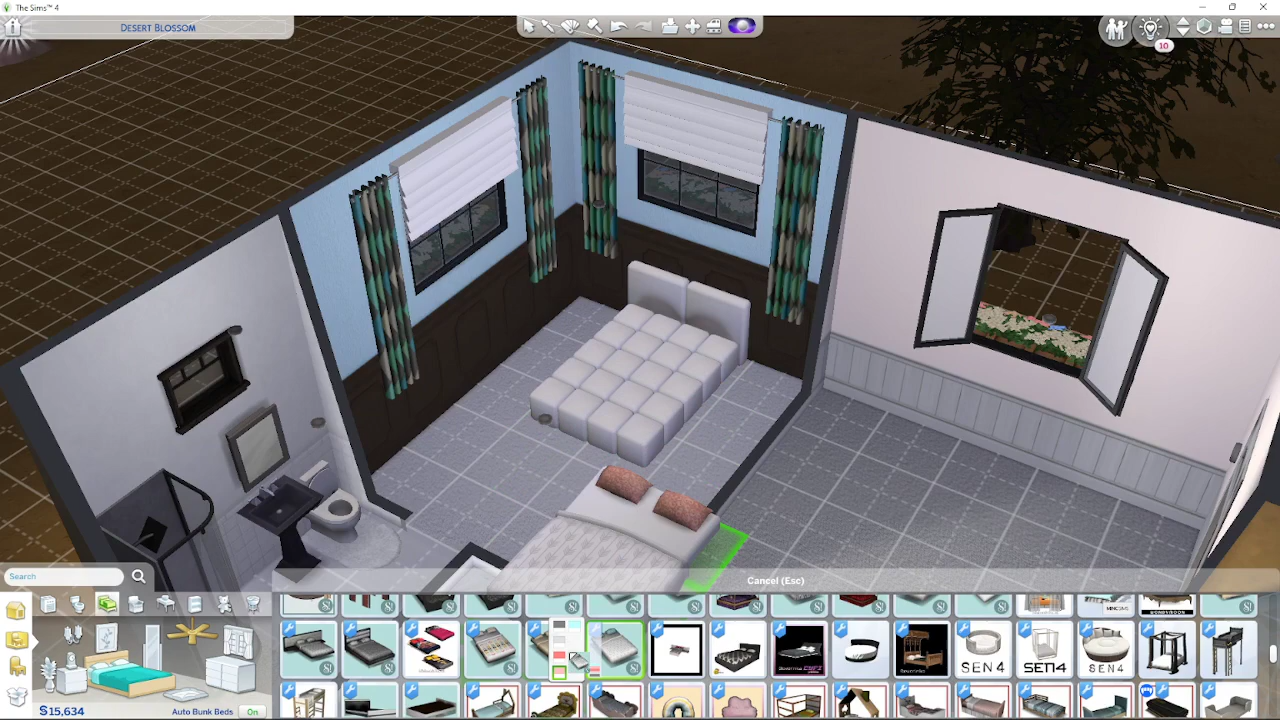 The Sims™ 4
DESERT BLOSSOM
10
Cancel (Esc)
Search
SEN 4
SEN4
SEN 4
§15,634
Auto Bunk Beds On